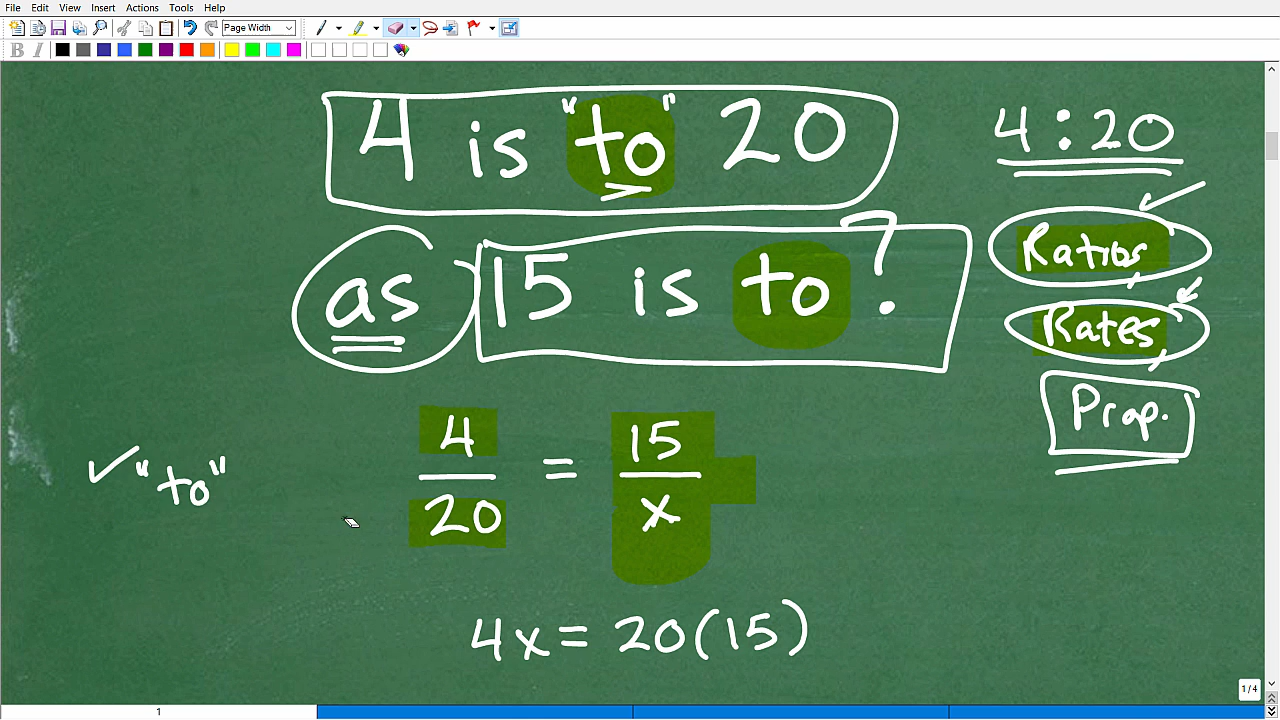 File Edit View Insert Actions Tools Help
Page Width
B I
4 is "to" 20
4 : 20
as 15 is to ?
Ratios,
Rates,
Prop.
✓ "to"
4/20 = 15/x
4x = 20(15)
1/4
1